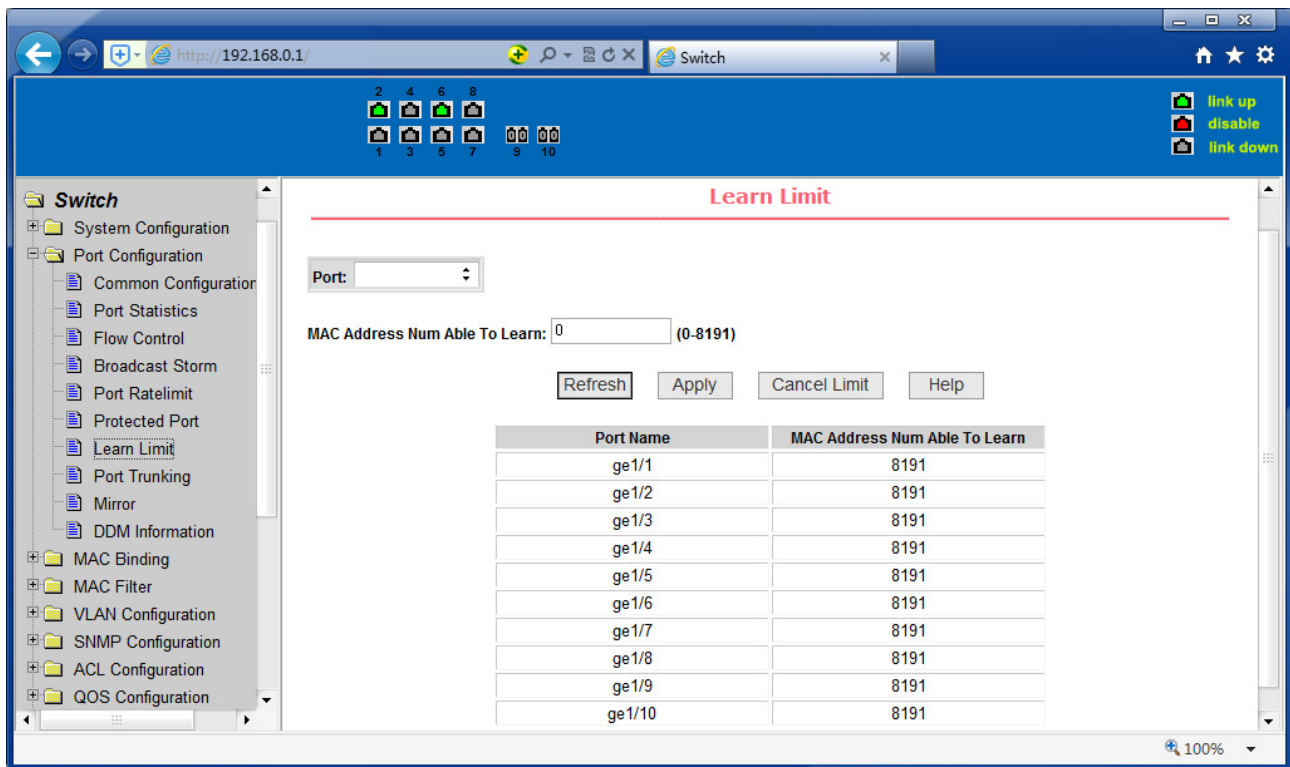 http://192.168.0.1/
Switch
2 4 6 8
1 3 5 7 9 10
link up
disable
link down
Switch
System Configuration
Port Configuration
Common Configuration
Port Statistics
Flow Control
Broadcast Storm
Port Ratelimit
Protected Port
Learn Limit
Port Trunking
Mirror
DDM Information
MAC Binding
MAC Filter
VLAN Configuration
SNMP Configuration
ACL Configuration
QOS Configuration
Learn Limit
Port:
MAC Address Num Able To Learn: 0 (0-8191)
Refresh Apply Cancel Limit Help
Port Name MAC Address Num Able To Learn
ge1/1 8191
ge1/2 8191
ge1/3 8191
ge1/4 8191
ge1/5 8191
ge1/6 8191
ge1/7 8191
ge1/8 8191
ge1/9 8191
ge1/10 8191
100%